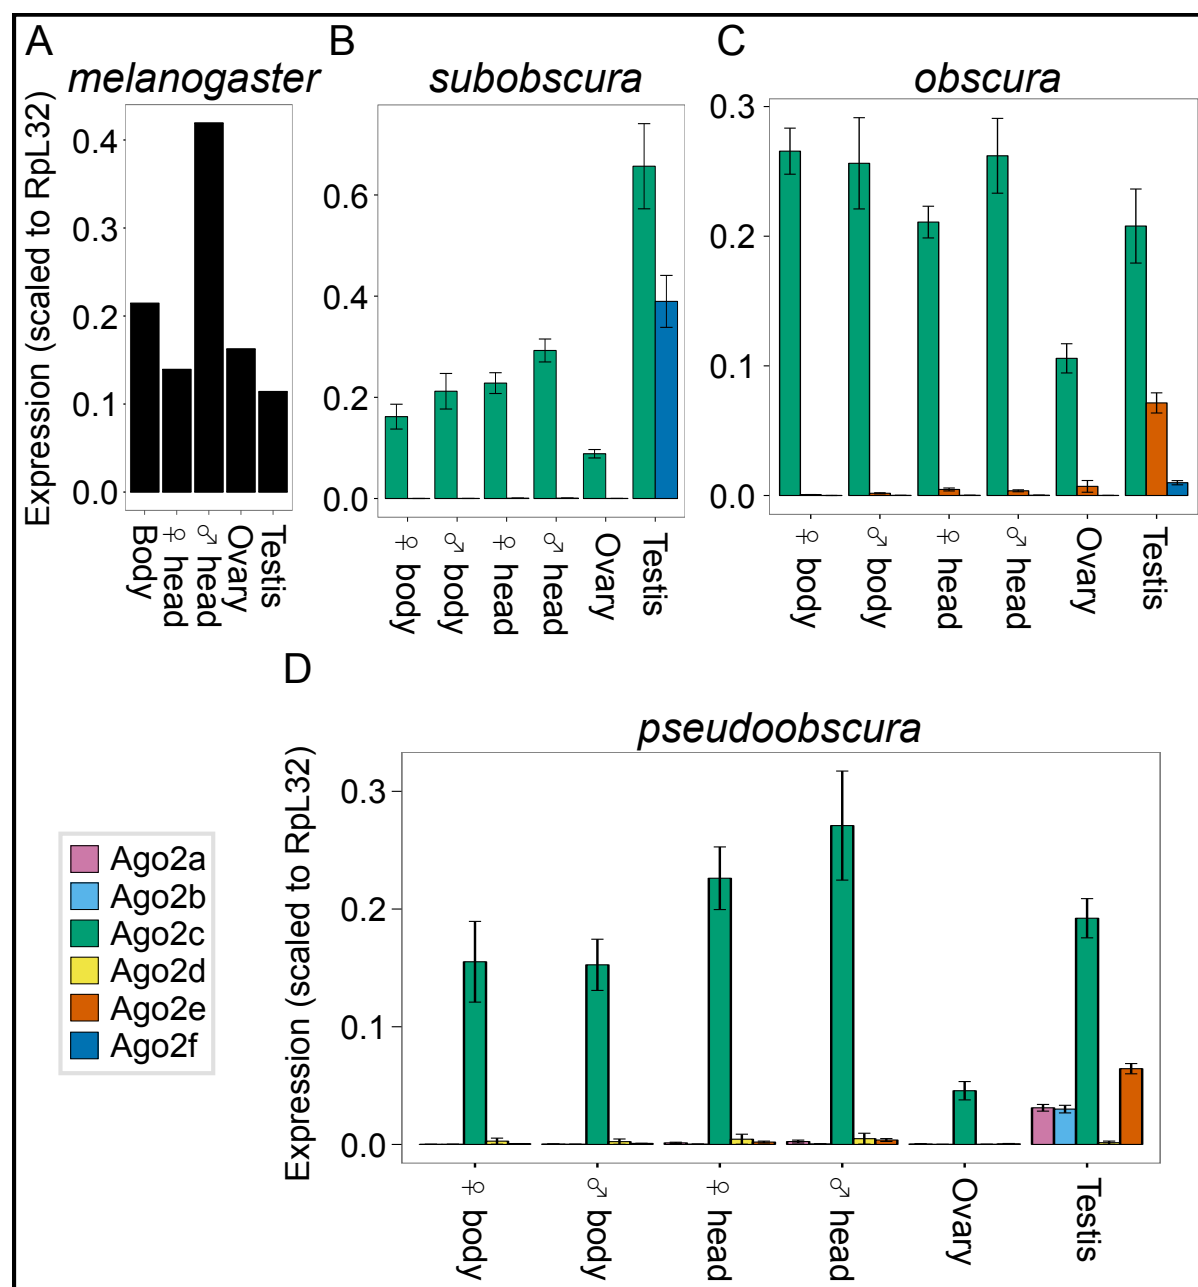 A
B
C
melanogaster
subobscura
obscura
Expression (scaled to RpL32)
0.4
0.3
0.2
0.1
0.0
Body
♀ head
♂ head
Ovary
Testis
0.6
0.4
0.2
0.0
♀ body
♂ body
♀ head
♂ head
Ovary
Testis
0.3
0.2
0.1
0.0
♀ body
♂ body
♀ head
♂ head
Ovary
Testis
D
pseudoobscura
Expression (scaled to RpL32)
0.3
0.2
0.1
0.0
♀ body
♂ body
♀ head
♂ head
Ovary
Testis
Ago2a
Ago2b
Ago2c
Ago2d
Ago2e
Ago2f